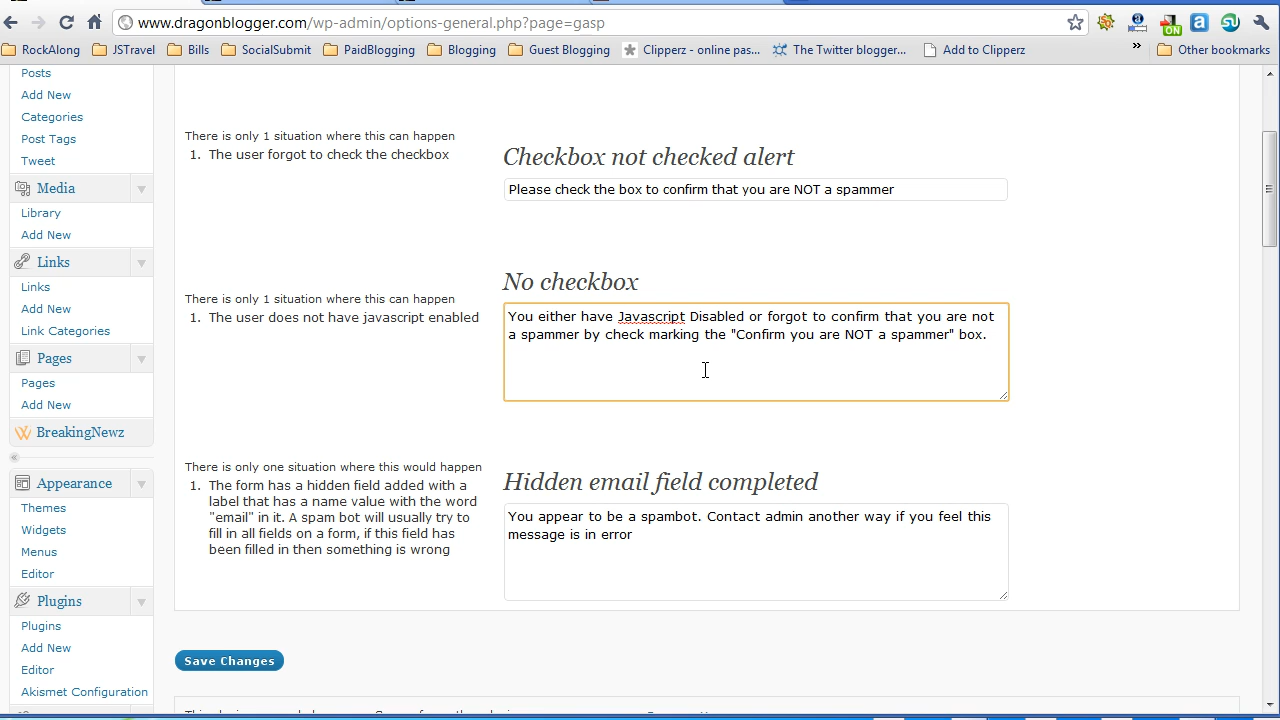 www.dragonblogger.com/wp-admin/options-general.php?page=gasp
ON
RockAlong JSTravel Bills SocialSubmit PaidBlogging Blogging Guest Blogging Clipperz - online pas... The Twitter blogger... Add to Clipperz » Other bookmarks
Posts
Add New
Categories
Post Tags
Tweet
Media
Library
Add New
Links
Links
Add New
Link Categories
Pages
Pages
Add New
BreakingNewz
Appearance
Themes
Widgets
Menus
Editor
Plugins
Plugins
Add New
Editor
Akismet Configuration
There is only 1 situation where this can happen
1. The user forgot to check the checkbox
Checkbox not checked alert
Please check the box to confirm that you are NOT a spammer
There is only 1 situation where this can happen
1. The user does not have javascript enabled
No checkbox
You either have Javascript Disabled or forgot to confirm that you are not
a spammer by check marking the "Confirm you are NOT a spammer" box.
There is only one situation where this would happen
1. The form has a hidden field added with a
label that has a name value with the word
"email" in it. A spam bot will usually try to
fill in all fields on a form, if this field has
been filled in then something is wrong
Hidden email field completed
You appear to be a spambot. Contact admin another way if you feel this
message is in error
Save Changes